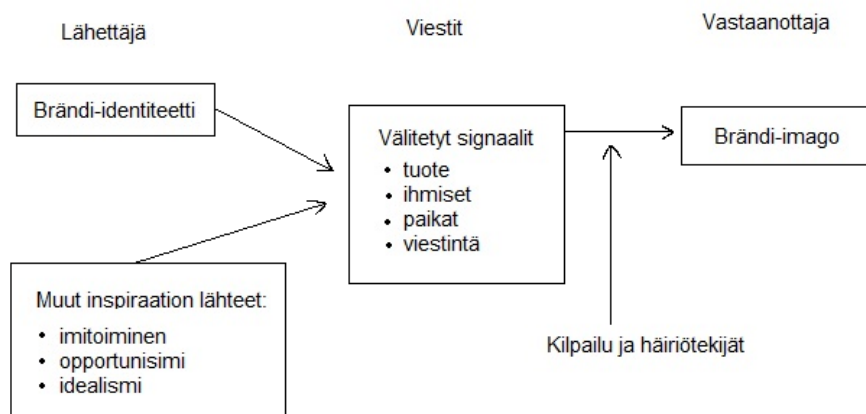 Lähettäjä
Viestit
Vastaanottaja
Brändi-identiteetti
Välitetyt signaalit
• tuote
• ihmiset
• paikat
• viestintä
Brändi-imago
Muut inspiraation lähteet:
• imitoiminen
• opportunisimi
• idealismi
Kilpailu ja häiriötekijät